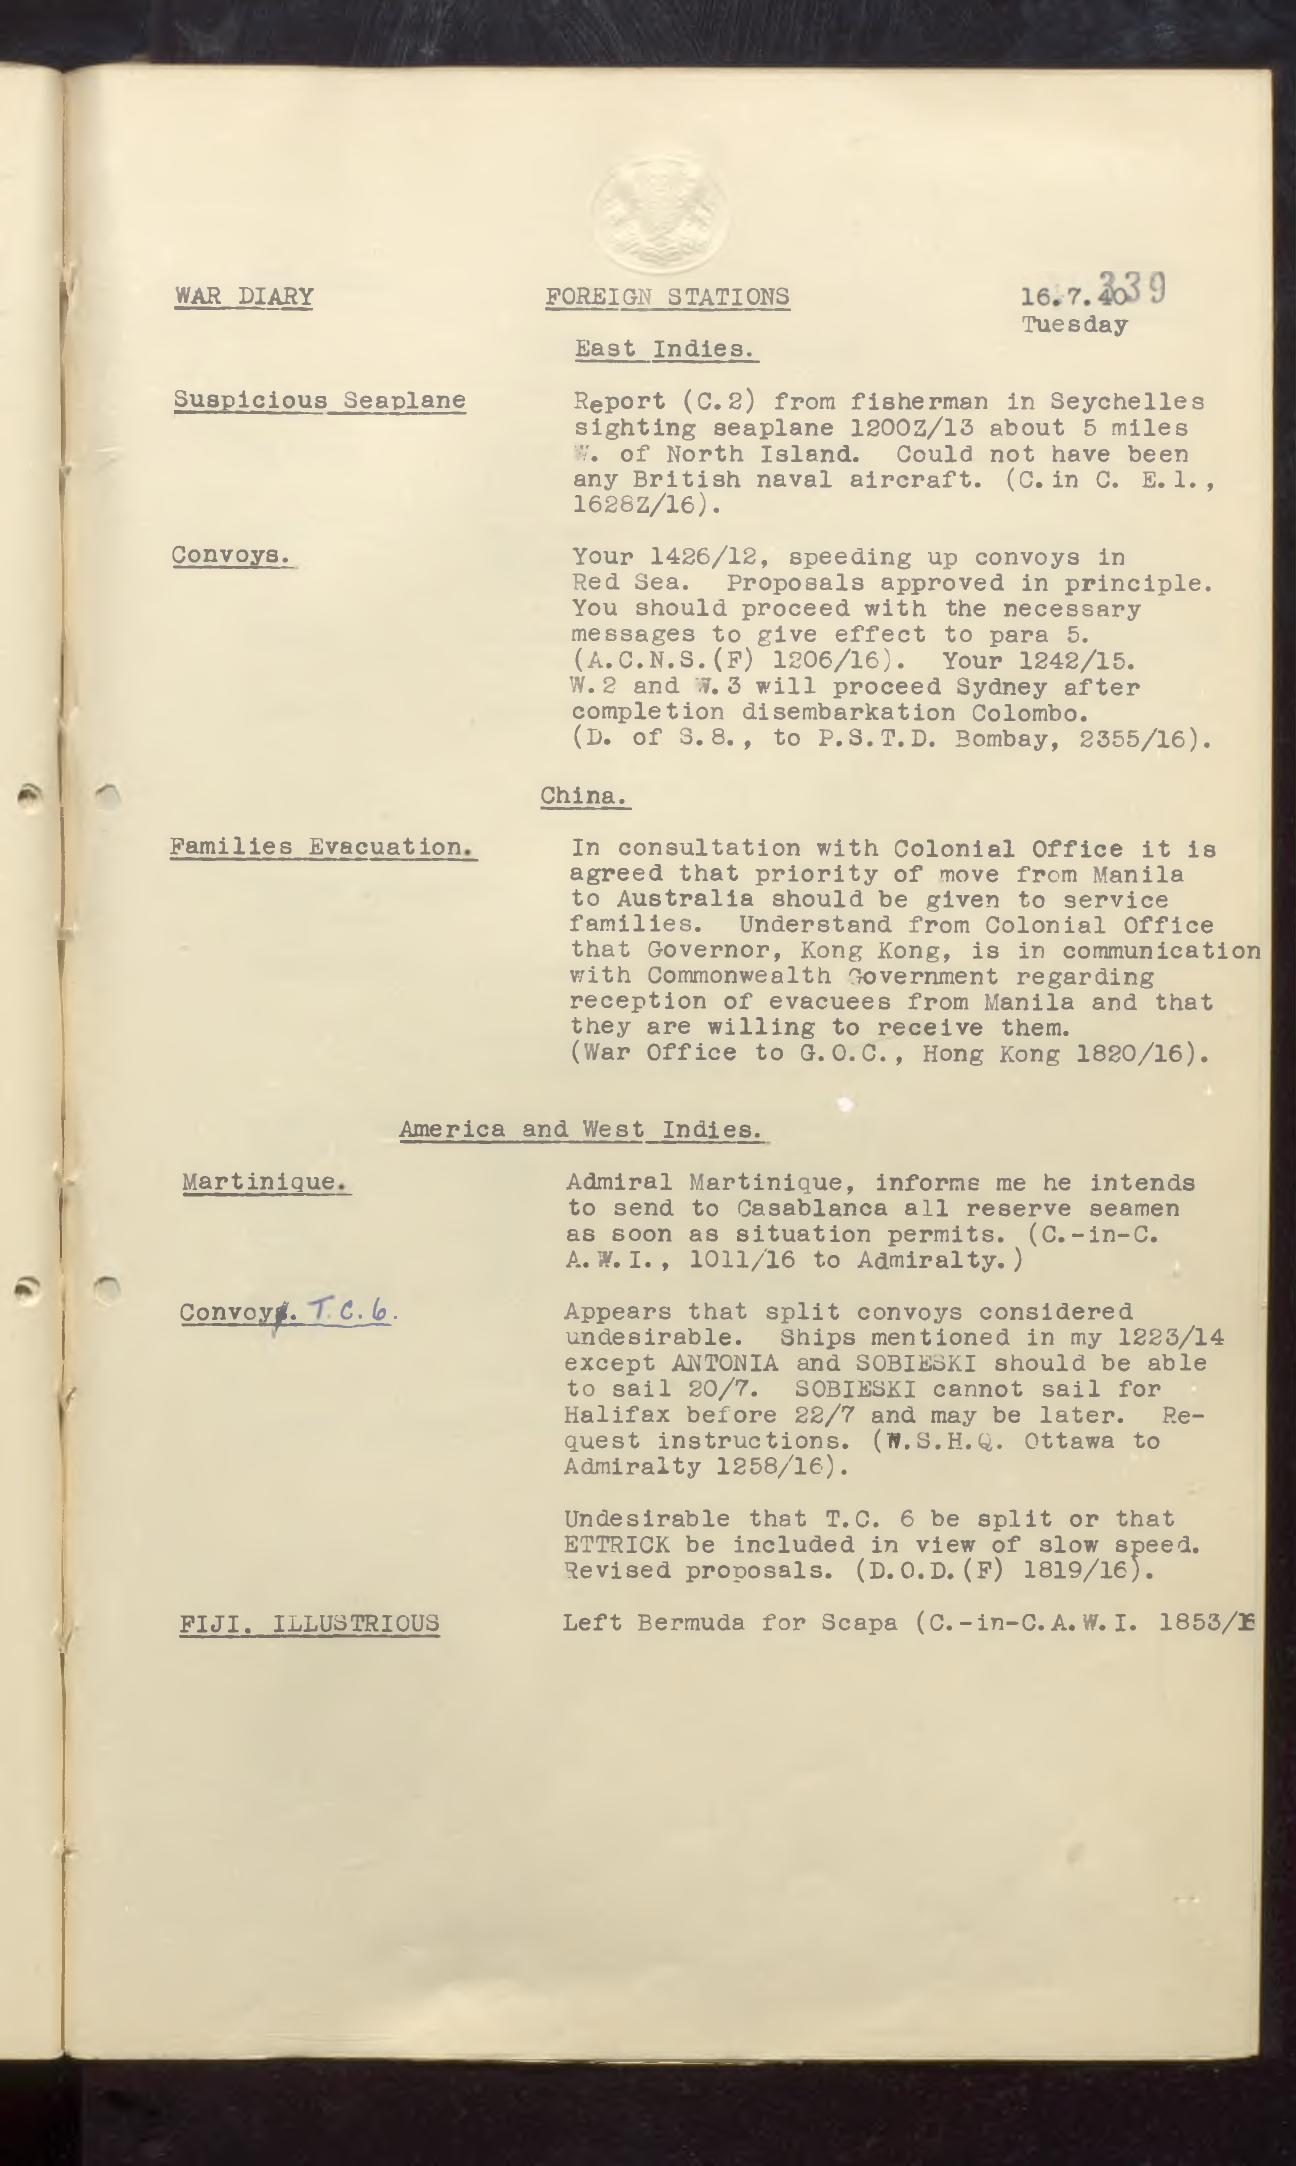 339
WAR DIARY FOREIGN STATIONS 16.7.40
Tuesday
East Indies.
Suspicious Seaplane Report (C.2) from fisherman in Seychelles
sighting seaplane 1200Z/13 about 5 miles
W. of North Island. Could not have been
any British naval aircraft. (C.in C. E.1.,
1628Z/16).
Convoys. Your 1426/12, speeding up convoys in
Red Sea. Proposals approved in principle.
You should proceed with the necessary
messages to give effect to para 5.
(A.C.N.S.(F) 1206/16). Your 1242/15.
W.2 and W.3 will proceed Sydney after
completion disembarkation Colombo.
(D. of S.8., to P.S.T.D. Bombay, 2355/16).
China.
Families Evacuation. In consultation with Colonial Office it is
agreed that priority of move from Manila
to Australia should be given to service
families. Understand from Colonial Office
that Governor, Kong Kong, is in communication
with Commonwealth Government regarding
reception of evacuees from Manila and that
they are willing to receive them.
(War Office to G.O.C., Hong Kong 1820/16).
America and West Indies.
Martinique. Admiral Martinique, informs me he intends
to send to Casablanca all reserve seamen
as soon as situation permits. (C.-in-C.
A.W.I., 1011/16 to Admiralty.)
Convoy. T.C.6. Appears that split convoys considered
undesirable. Ships mentioned in my 1223/14
except ANTONIA and SOBIESKI should be able
to sail 20/7. SOBIESKI cannot sail for
Halifax before 22/7 and may be later. Re-
quest instructions. (N.S.H.Q. Ottawa to
Admiralty 1258/16).
Undesirable that T.C. 6 be split or that
ETTRICK be included in view of slow speed.
Revised proposals. (D.O.D.(F) 1819/16).
FIJI. ILLUSTRIOUS Left Bermuda for Scapa (C.-in-C.A.W.I. 1853/